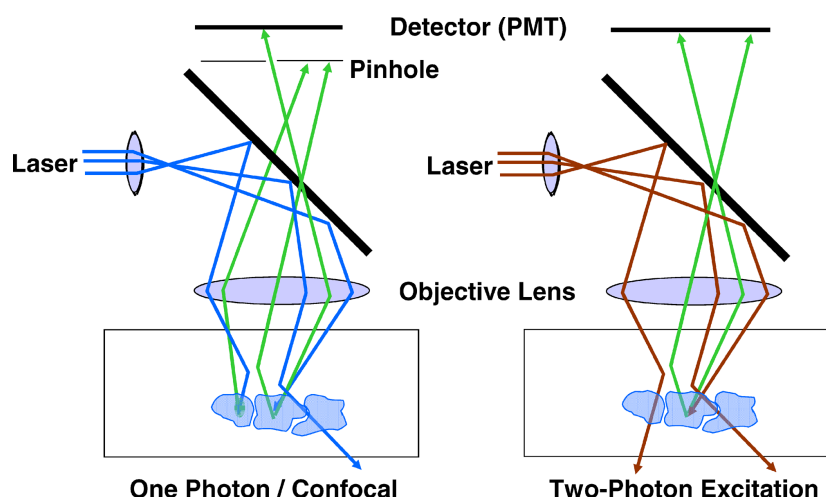 Detector (PMT)
Pinhole
Laser
Laser
Objective Lens
One Photon / Confocal
Two-Photon Excitation